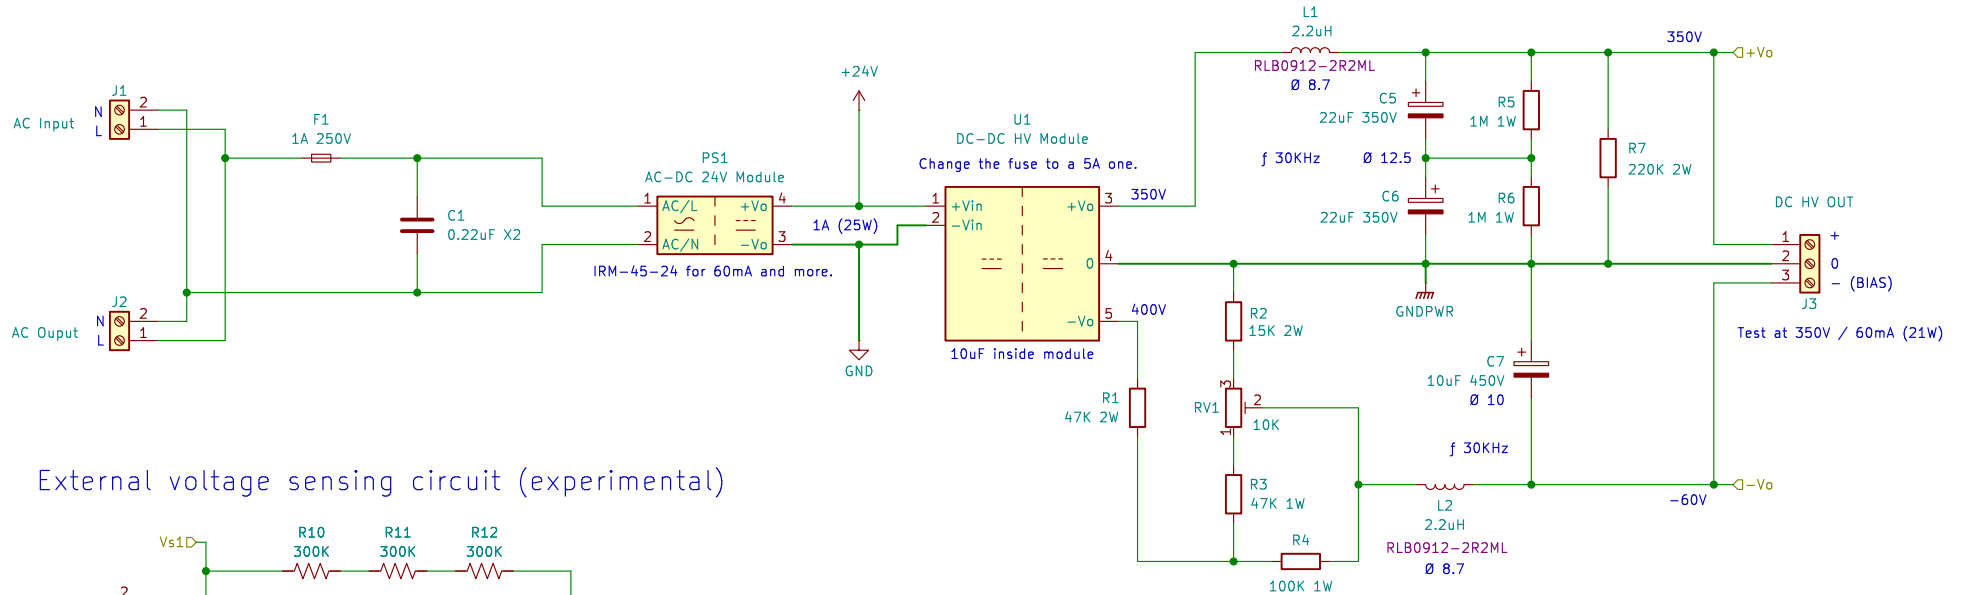 AC Input
J1
N
L
2
1
F1
1A 250V
C1
0.22uF X2
J2
AC Ouput
N
L
2
1
PS1
AC-DC 24V Module
1
AC/L
2
AC/N
+Vo
4
-Vo
3
IRM-45-24 for 60mA and more.
+24V
1A (25W)
GND
U1
DC-DC HV Module
Change the fuse to a 5A one.
1
+Vin
2
-Vin
+Vo
3
0
4
-Vo
5
10uF inside module
350V
400V
R1
47K 2W
R2
15K 2W
3
RV1
2
10K
1
R3
47K 1W
R4
100K 1W
L1
2.2uH
RLB0912-2R2ML
Ø 8.7
C5
22uF 350V
+
R5
1M 1W
ƒ 30KHz
Ø 12.5
C6
22uF 350V
+
R6
1M 1W
R7
220K 2W
350V
+Vo
GNDPWR
C7
10uF 450V
Ø 10
+
ƒ 30KHz
L2
2.2uH
RLB0912-2R2ML
Ø 8.7
-60V
-Vo
DC HV OUT
1
+
2
0
3
- (BIAS)
J3
Test at 350V / 60mA (21W)
External voltage sensing circuit (experimental)
Vs1
R10
300K
R11
300K
R12
300K
2